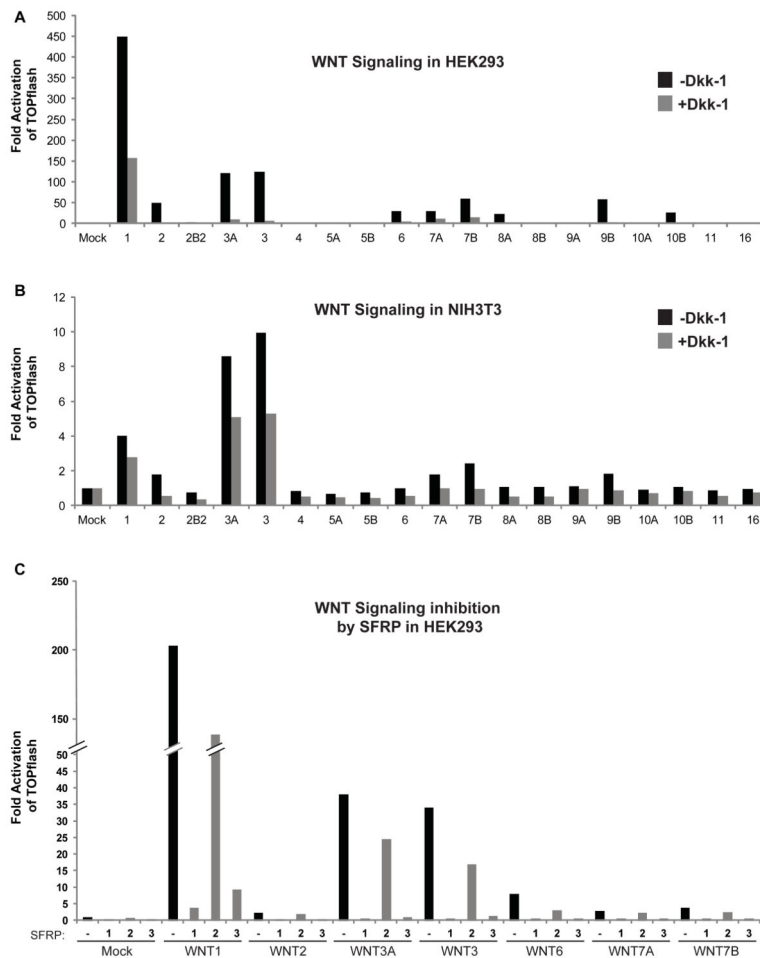 A
WNT Signaling in HEK293
-Dkk-1
+Dkk-1
Fold Activation
of TOPflash
500
450
400
350
300
250
200
150
100
50
0
Mock 1 2 2B2 3A 3 4 5A 5B 6 7A 7B 8A 8B 9A 9B 10A 10B 11 16
B
WNT Signaling in NIH3T3
-Dkk-1
+Dkk-1
Fold Activation
of TOPflash
12
10
8
6
4
2
0
Mock 1 2 2B2 3A 3 4 5A 5B 6 7A 7B 8A 8B 9A 9B 10A 10B 11 16
C
WNT Signaling inhibition
by SFRP in HEK293
Fold Activation
of TOPflash
250
200
150
50
45
40
35
30
25
20
15
10
5
0
SFRP: - 1 2 3 - 1 2 3 - 1 2 3 - 1 2 3 - 1 2 3 - 1 2 3 - 1 2 3 - 1 2 3
Mock WNT1 WNT2 WNT3A WNT3 WNT6 WNT7A WNT7B